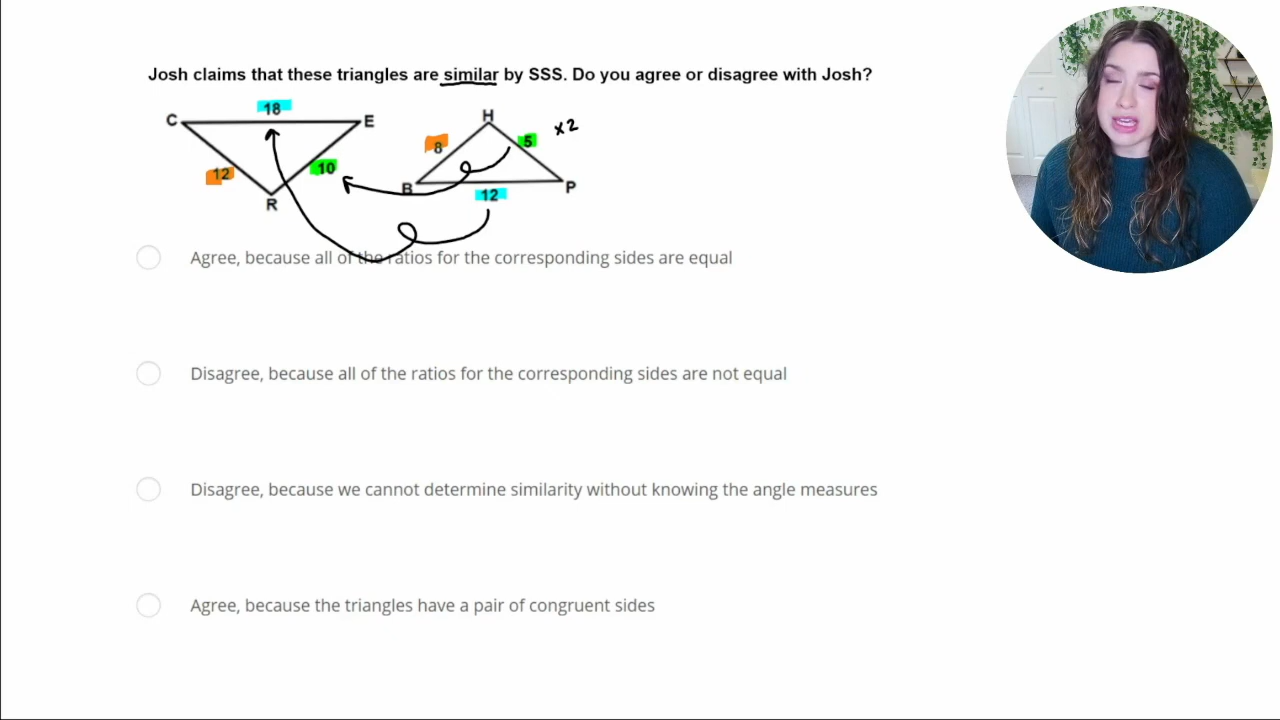 Josh claims that these triangles are similar by SSS. Do you agree or disagree with Josh?
18
C
E
12
10
R
H
8
5
x2
B
P
12
Agree, because all of the ratios for the corresponding sides are equal
Disagree, because all of the ratios for the corresponding sides are not equal
Disagree, because we cannot determine similarity without knowing the angle measures
Agree, because the triangles have a pair of congruent sides